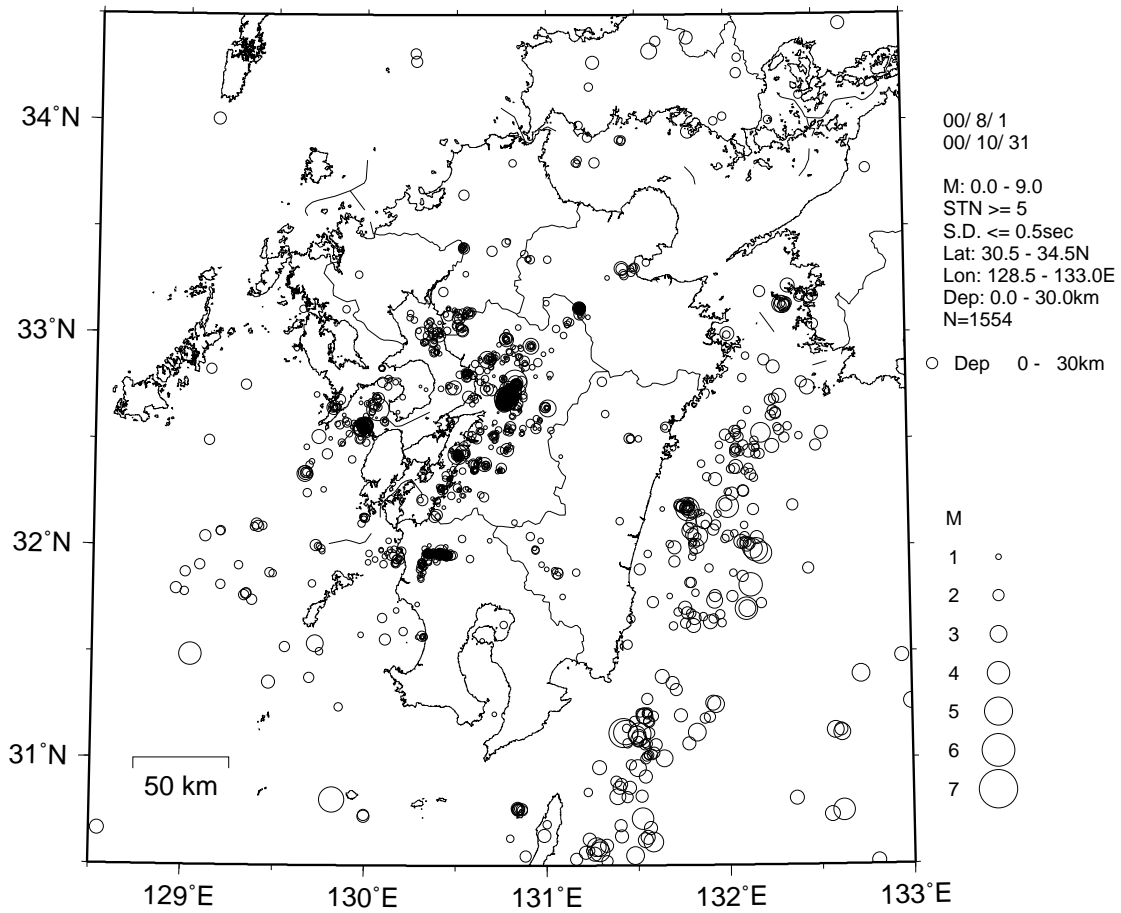 34˚N
33˚N
32˚N
31˚N
129˚E
130˚E
131˚E
132˚E
133˚E
50 km
00/ 8/ 1
00/ 10/ 31
M: 0.0 - 9.0
STN >= 5
S.D. <= 0.5sec
Lat: 30.5 - 34.5N
Lon: 128.5 - 133.0E
Dep: 0.0 - 30.0km
N=1554
Dep 0 - 30km
M
1
2
3
4
5
6
7